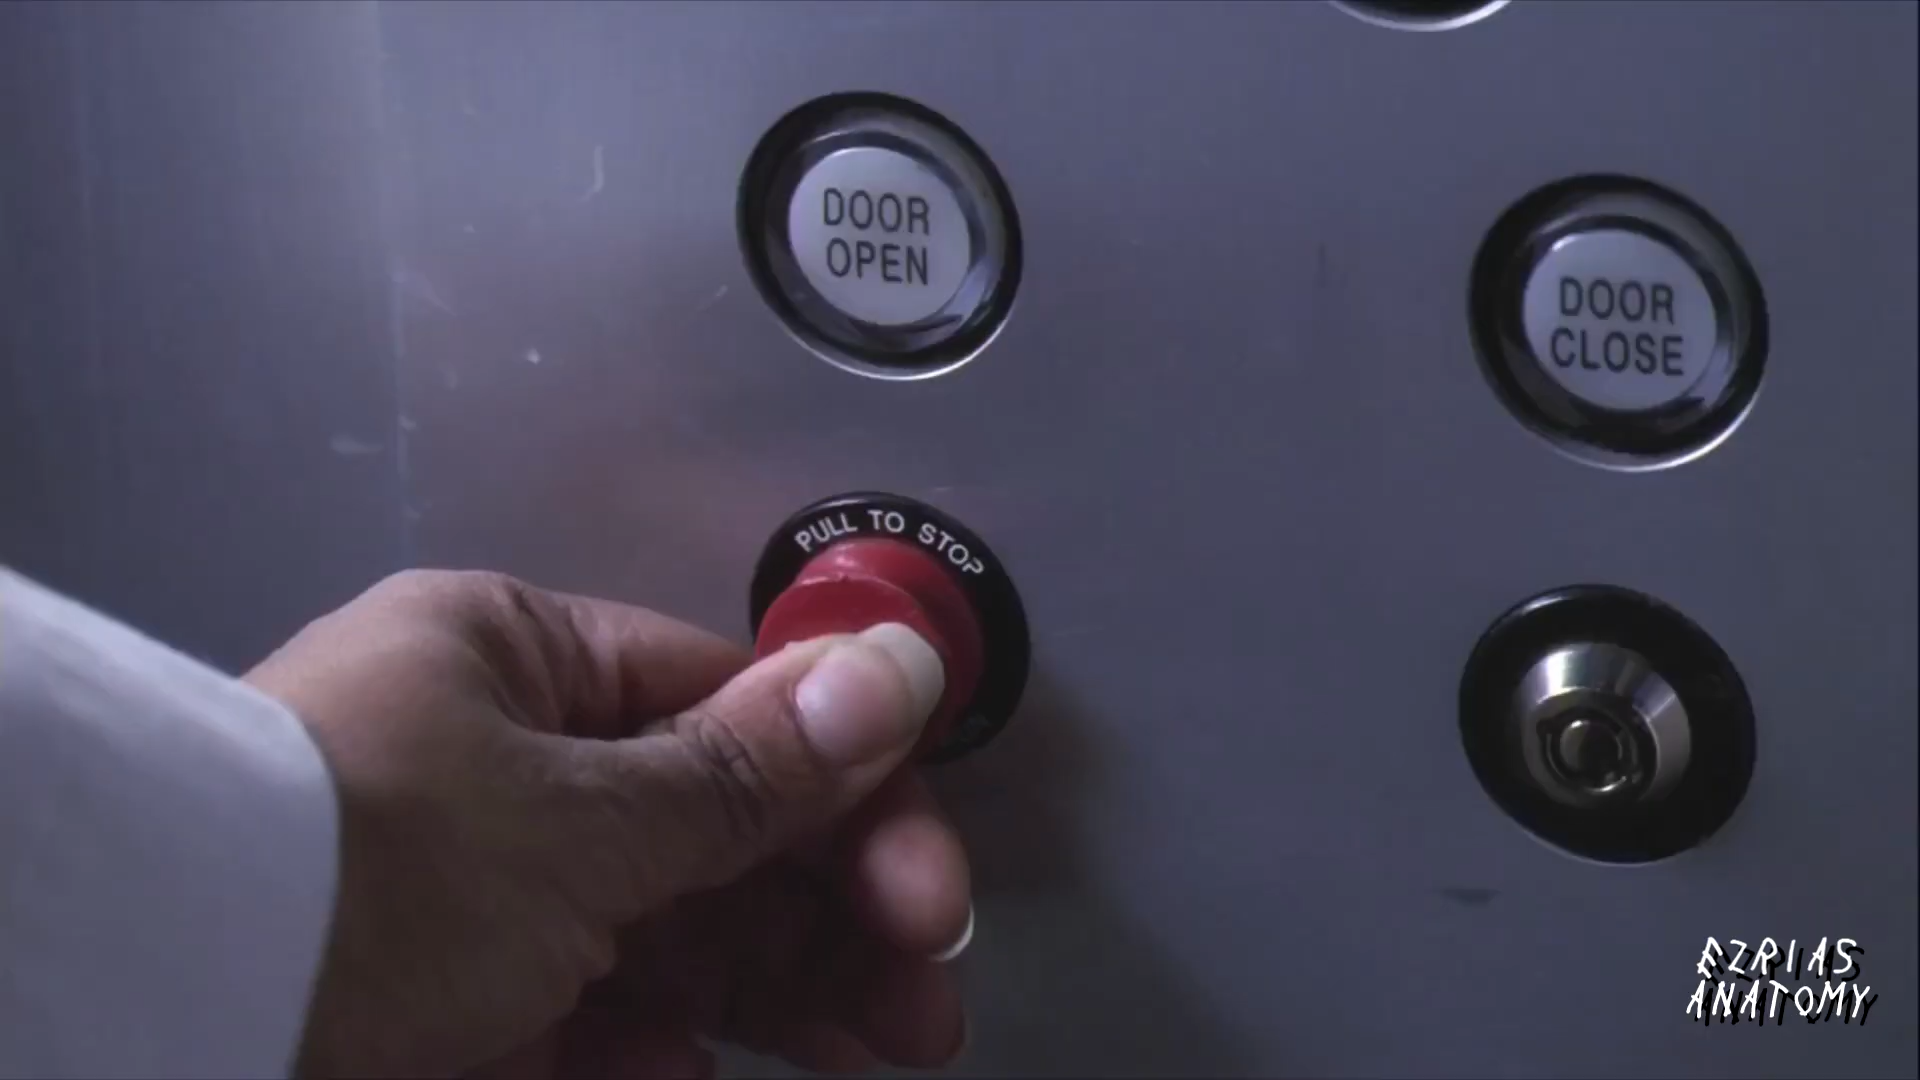 DOOR
OPEN
DOOR
CLOSE
PULL TO STOP
EZRIAS
ANATOMY